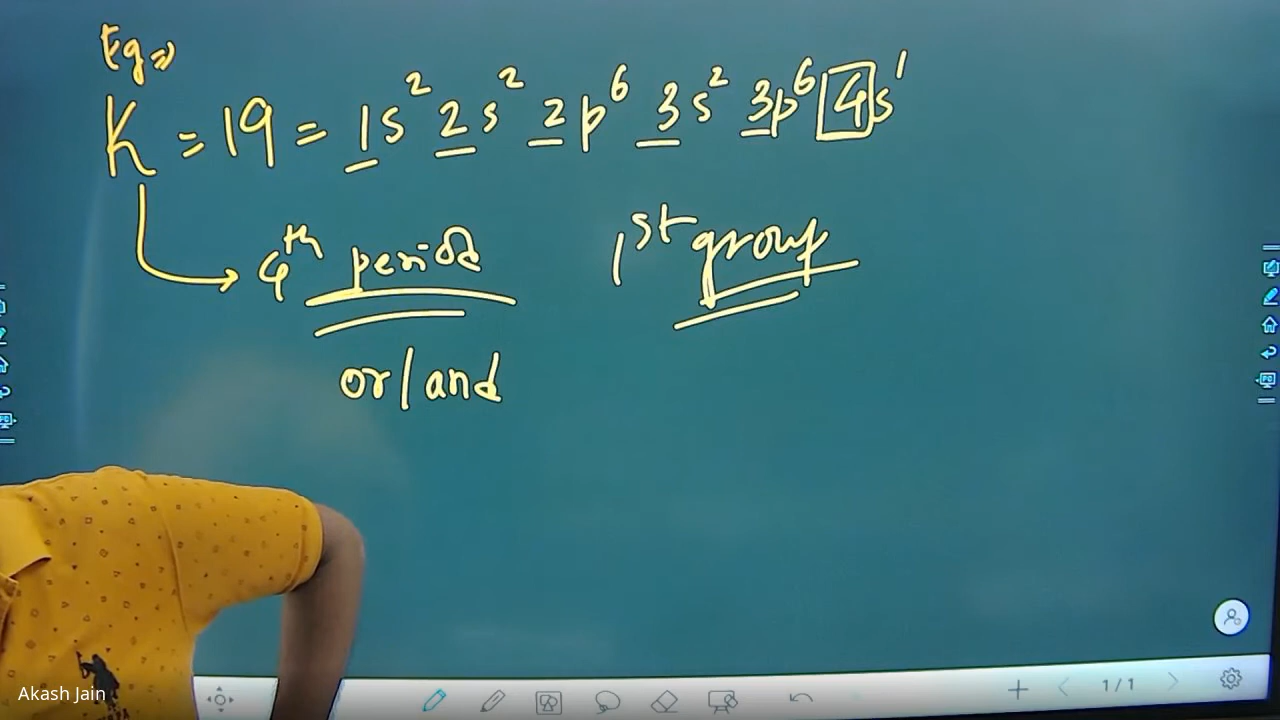 Eg ⇒
K = 19 = 1s² 2s² 2p⁶ 3s² 3p⁶ 4s¹
4th period 1st group
or/and
Akash Jain
1/1